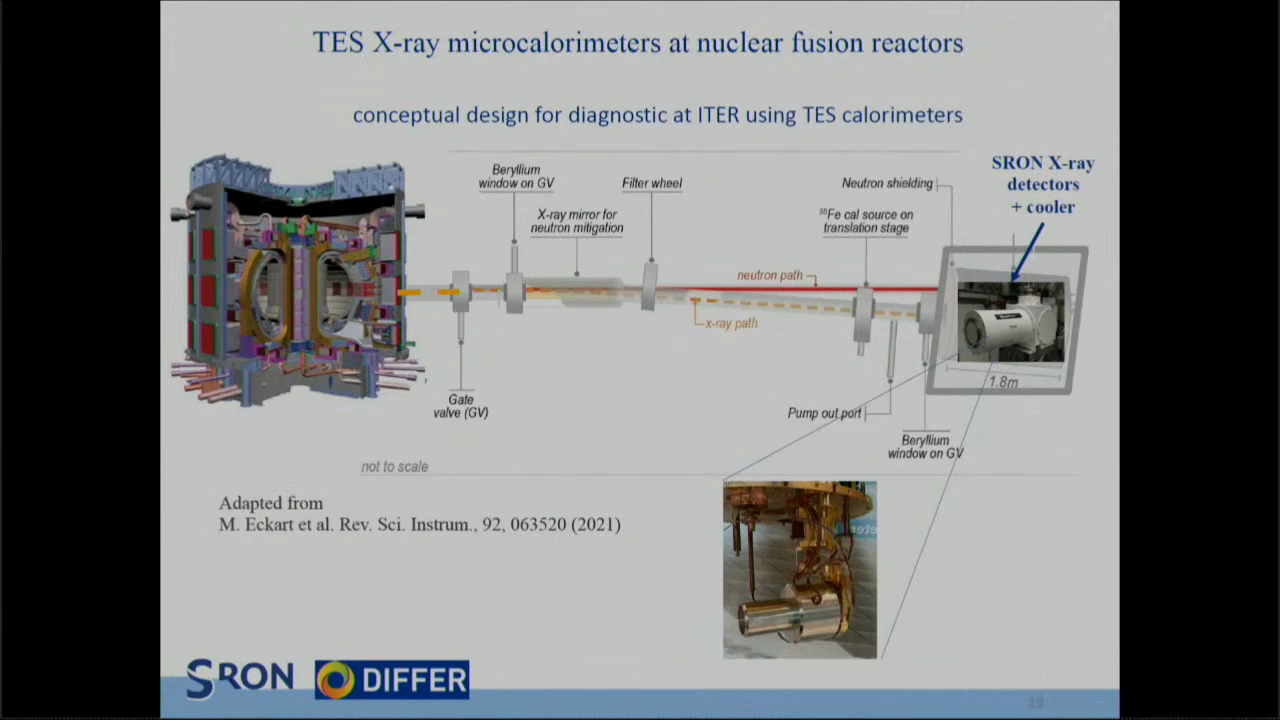 TES X-ray microcalorimeters at nuclear fusion reactors
conceptual design for diagnostic at ITER using TES calorimeters
Beryllium
window on GV
Filter wheel
Neutron shielding
SRON X-ray
detectors
+ cooler
X-ray mirror for
neutron mitigation
⁵⁵Fe cal source on
translation stage
neutron path
x-ray path
1.8m
Gate
valve (GV)
Pump out port
Beryllium
window on GV
not to scale
Adapted from
M. Eckart et al. Rev. Sci. Instrum., 92, 063520 (2021)
SRON
DIFFER
19